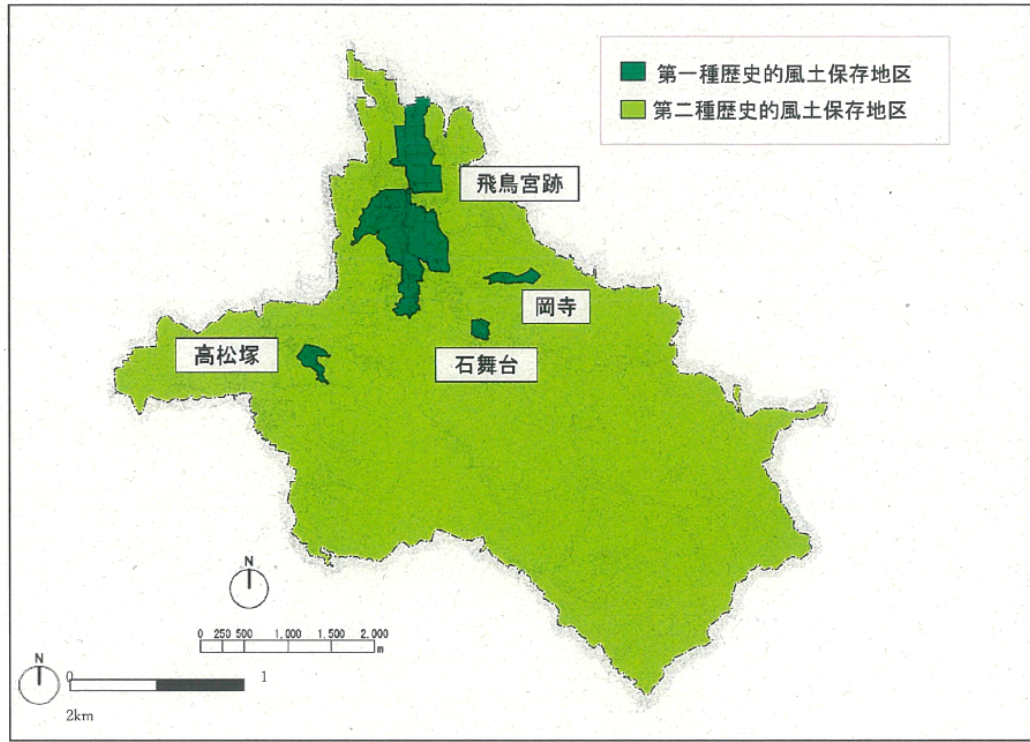 第一種歴史的風土保存地区
第二種歴史的風土保存地区
飛鳥宮跡
岡寺
石舞台
高松塚
N
0 250 500 1,000 1,500 2,000
m
N
0 1
2km